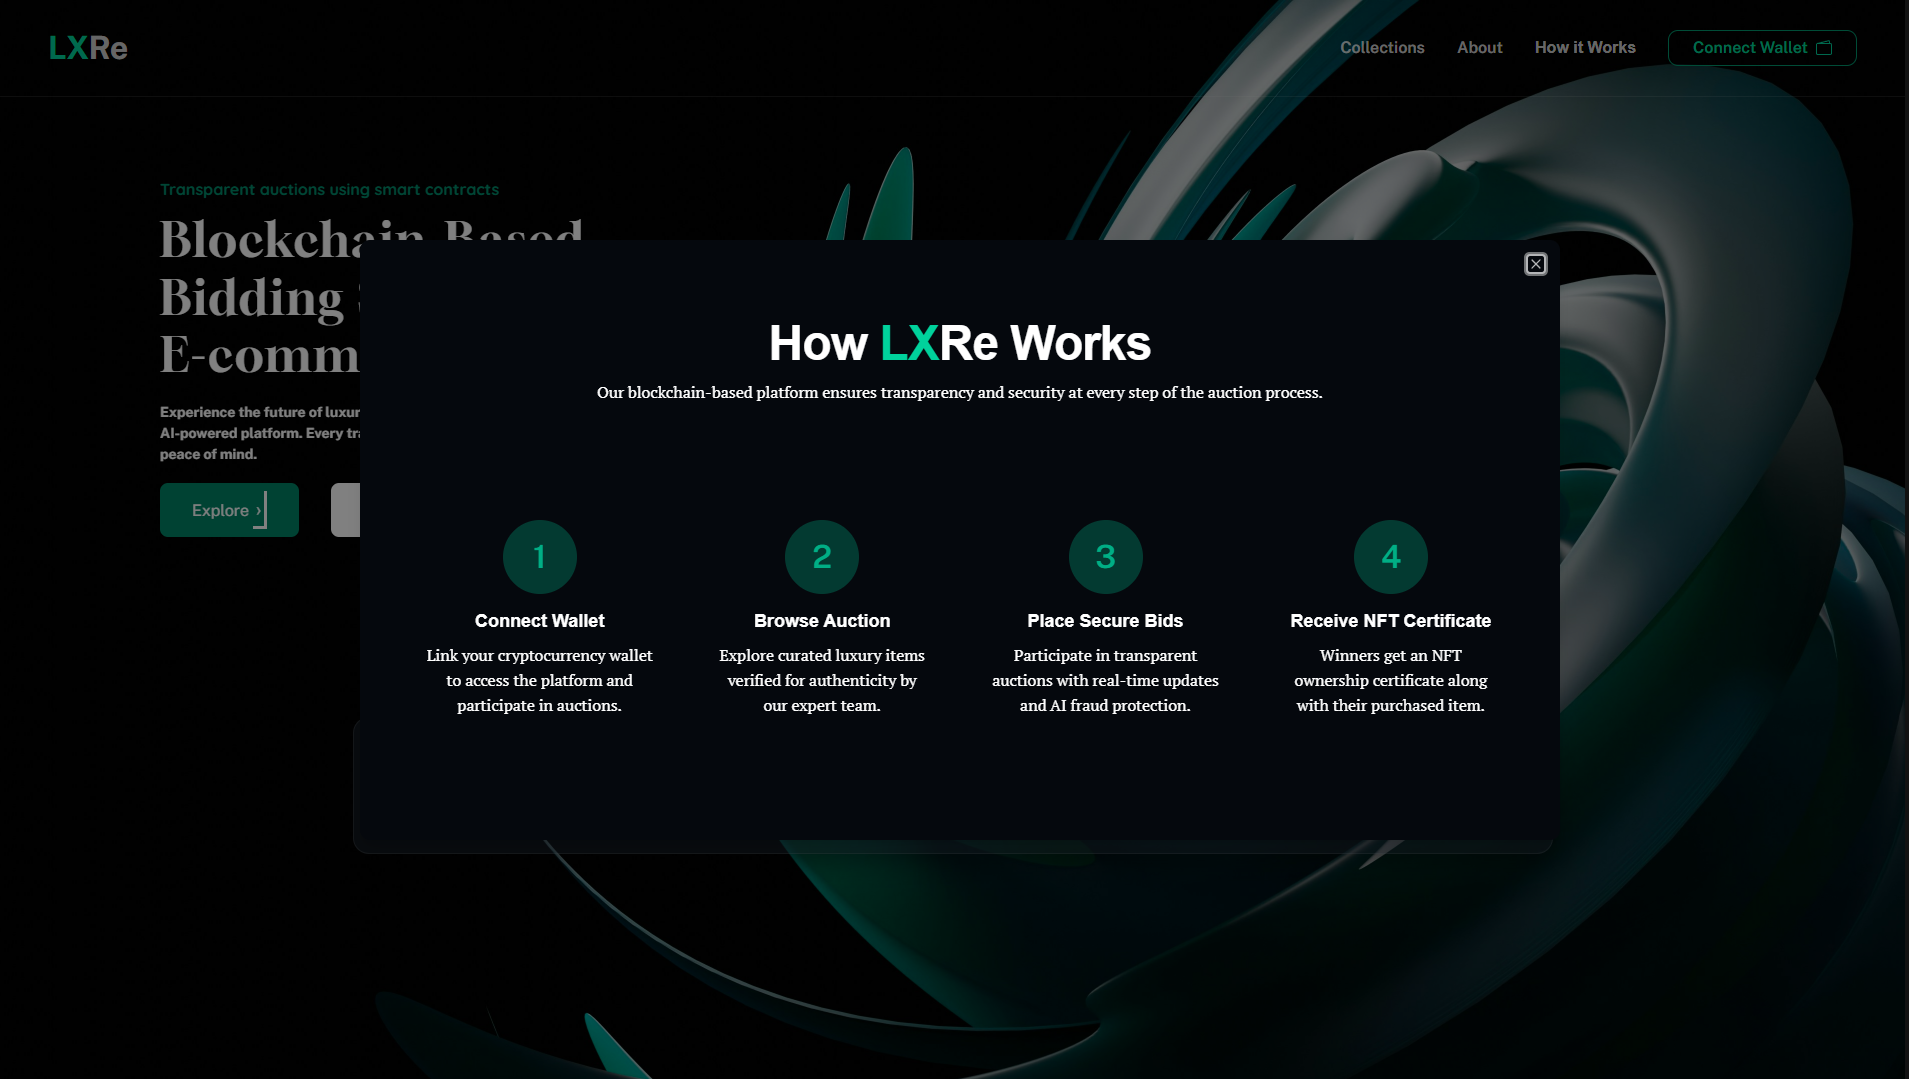 LXRe
Collections
About
How it Works
Connect Wallet
Transparent auctions using smart contracts
Blockchain Based
Bidding
E-comm
Experience the future of luxur
AI-powered platform. Every tra
peace of mind.
Explore ›
How LXRe Works
Our blockchain-based platform ensures transparency and security at every step of the auction process.
1
Connect Wallet
Link your cryptocurrency wallet
to access the platform and
participate in auctions.
2
Browse Auction
Explore curated luxury items
verified for authenticity by
our expert team.
3
Place Secure Bids
Participate in transparent
auctions with real-time updates
and AI fraud protection.
4
Receive NFT Certificate
Winners get an NFT
ownership certificate along
with their purchased item.